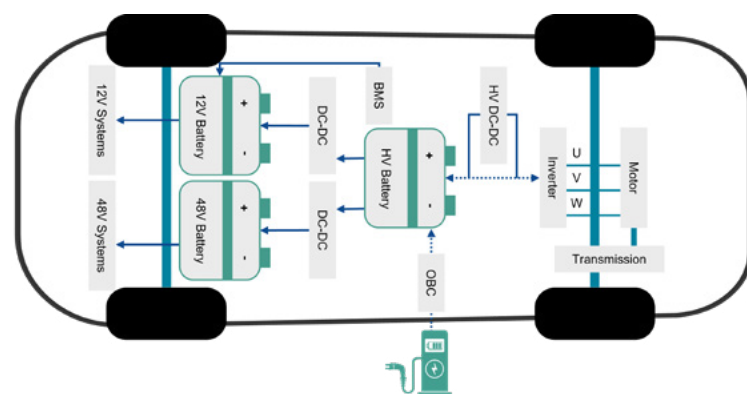 12V Systems
12V Battery
+
-
DC-DC
BMS
HV Battery
+
-
HV DC-DC
Inverter
U
V
W
Motor
Transmission
48V Systems
48V Battery
+
-
DC-DC
OBC